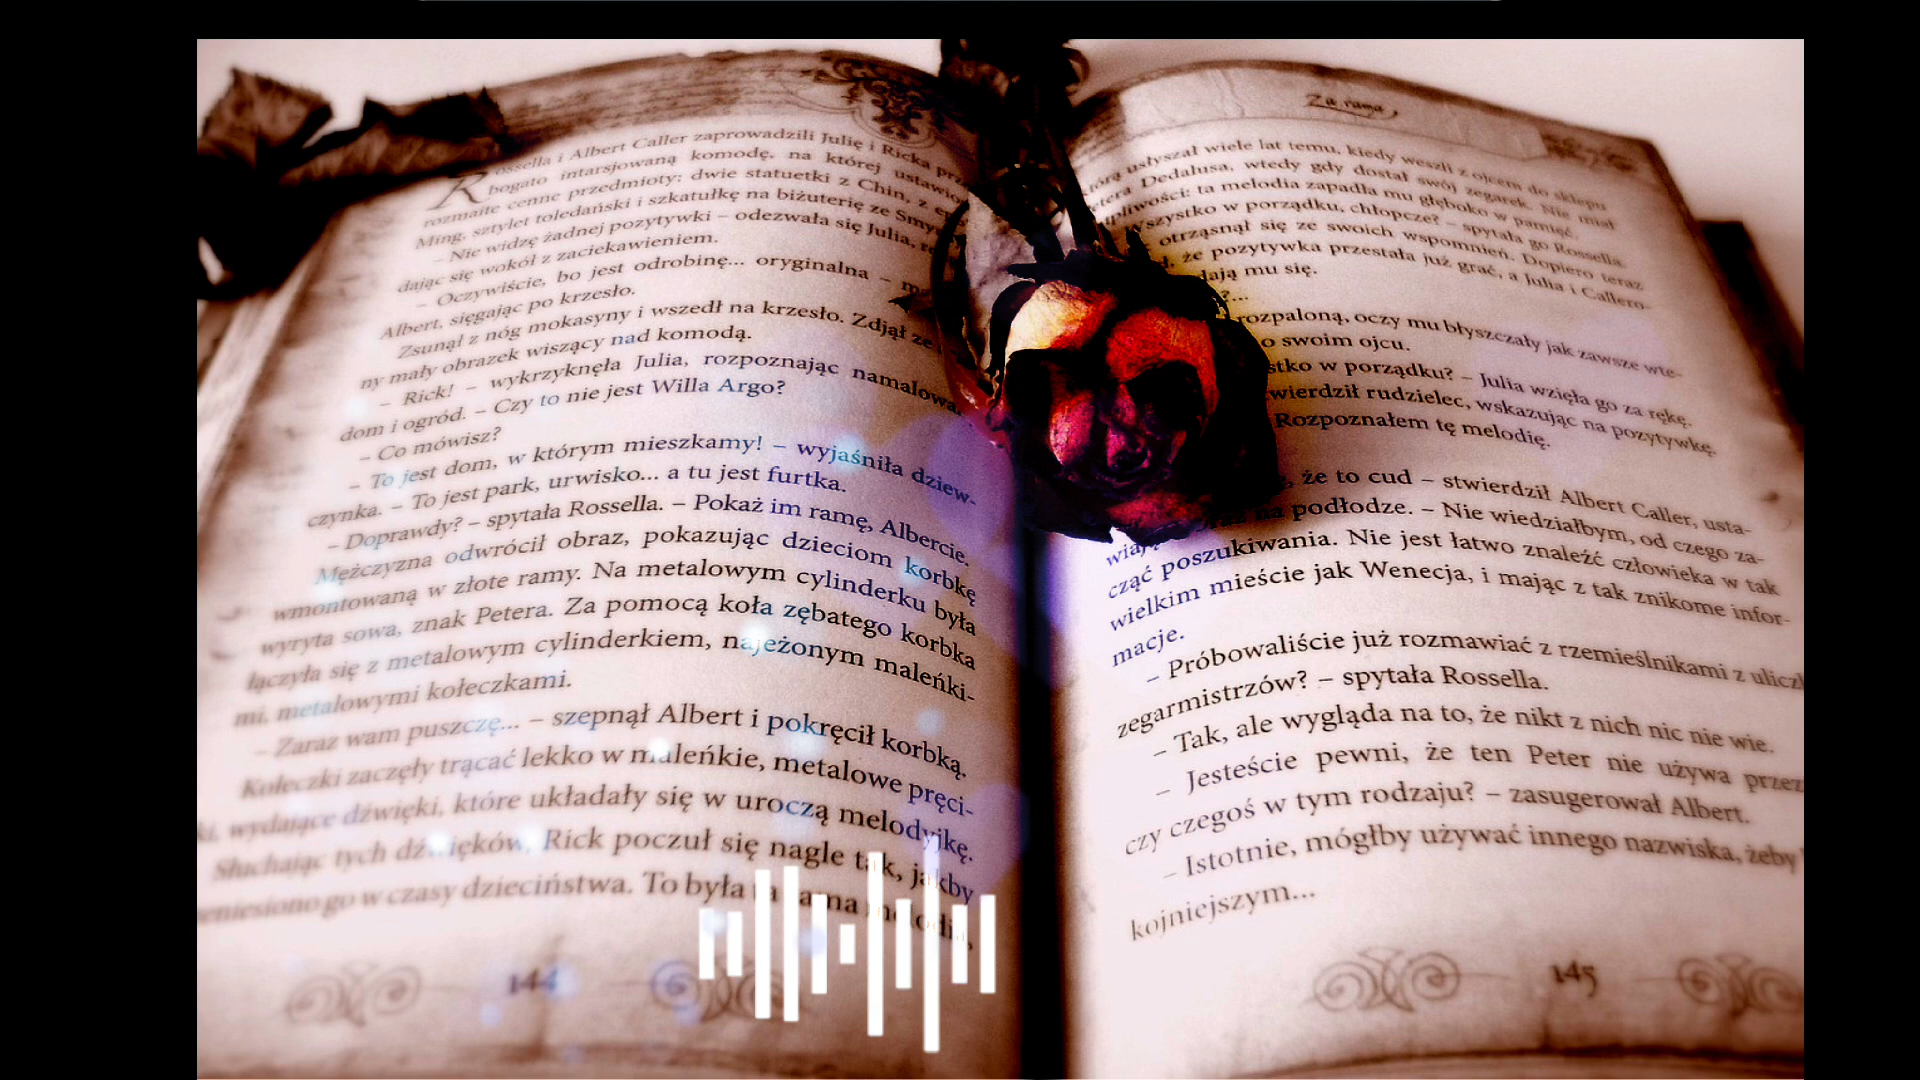 Rossella i Albert Caller zaprowadzili Julię i Ricka
bogato intarsjowaną komodę, na której
rozmaite cenne przedmioty: dwie statuetki z Chin, z
Ming, sztylet toledański i szkatułkę na biżuterię ze
– Nie widzę żadnej pozytywki – odezwała się Julia,
dając się wokół z zaciekawieniem.
– Oczywiście, bo jest odrobinę... oryginalna –
Albert, sięgając po krzesło.
Zsunął z nóg mokasyny i wszedł na krzesło. Zdjął ze
ny mały obrazek wiszący nad komodą.
– Rick! – wykrzyknęła Julia, rozpoznając
dom i ogród. – Czy to nie jest Willa Argo?
– Co mówisz?
– To jest dom, w którym mieszkamy! – wyjaśniła dziew-
czynka. – To jest park, urwisko... a tu jest furtka.
– Doprawdy? – spytała Rossella. – Pokaż im ramę, Albercie.
Mężczyzna odwrócił obraz, pokazując dzieciom korbkę
wmontowaną w złote ramy. Na metalowym cylinderku była
wyryta sowa, znak Petera. Za pomocą koła zębatego korbka
łączyła się z metalowym cylinderkiem, najeżonym maleńki-
mi, metalowymi kołeczkami.
– Zaraz wam puszczę... – szepnął Albert i pokręcił korbką.
Kołeczki zaczęły trącać lekko w maleńkie, metalowe pręci-
ki, wydające dźwięki, które układały się w uroczą melodyjkę.
Słuchając tych dźwięków, Rick poczuł się nagle tak, jakby
go w czasy dzieciństwa. To była ta sama melodia,
144
Za ramą
którą usłyszał wiele lat temu, kiedy weszli z ojcem do sklepu
Petera Dedalusa, wtedy gdy dostał swój zegarek. Nie miał
wątpliwości: ta melodia zapadła mu głęboko w pamięć.
Wszystko w porządku, chłopcze? – spytała go Rossella.
otrząsnął się ze swoich wspomnień. Dopiero teraz
że pozytywka przestała już grać, a Julia i Callero-
mu się.
rozpaloną, oczy mu błyszczały jak zawsze wte-
o swoim ojcu.
w porządku? – Julia wzięła go za rękę.
rudzielec, wskazując na pozytywkę.
Rozpoznałem tę melodię.
że to cud – stwierdził Albert Caller, usta-
na podłodze. – Nie wiedziałbym, od czego za-
cząć poszukiwania. Nie jest łatwo znaleźć człowieka w tak
wielkim mieście jak Wenecja, i mając z tak znikome infor-
macje.
– Próbowaliście już rozmawiać z rzemieślnikami z
zegarmistrzów? – spytała Rossella.
– Tak, ale wygląda na to, że nikt z nich nic nie wie.
– Jesteście pewni, że ten Peter nie używa
czy czegoś w tym rodzaju? – zasugerował Albert.
– Istotnie, mógłby używać innego nazwiska, żeby
kojniejszym...
145